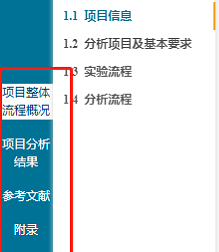 1.1 项目信息
1.2 分析项目及基本要求
1.3 实验流程
1.4 分析流程
项目整体
流程概况
项目分析
结果
参考文献
附录